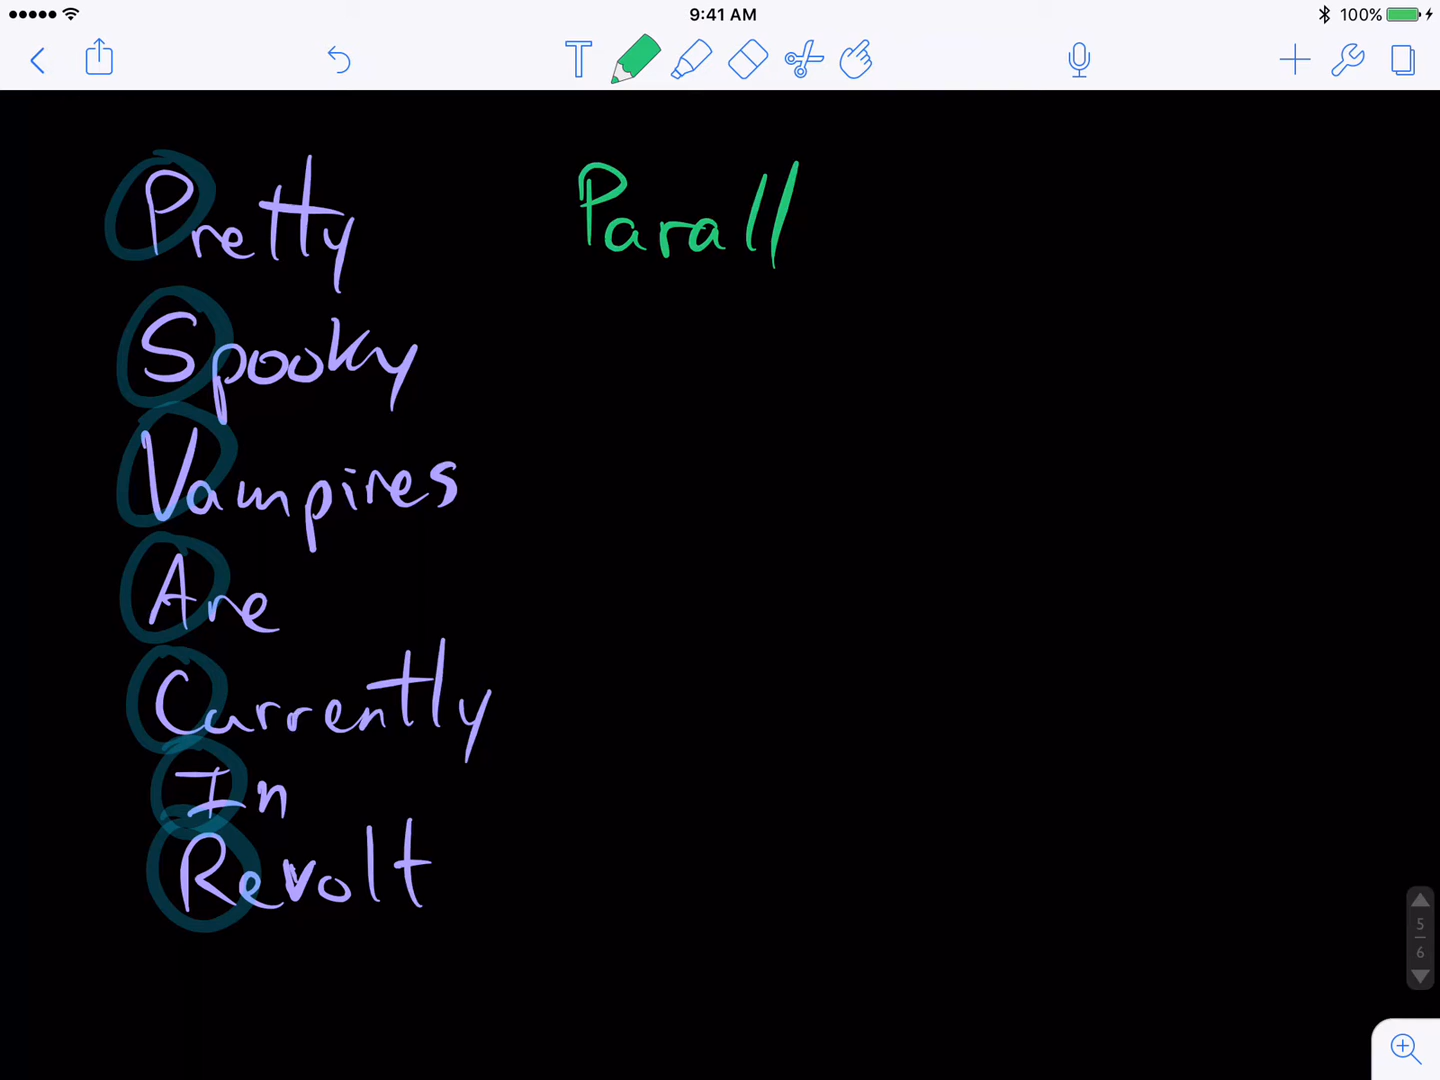 9:41 AM
100%
T
Pretty Parall
Spooky
Vampires
Are
Currently
In
Revolt
5
6